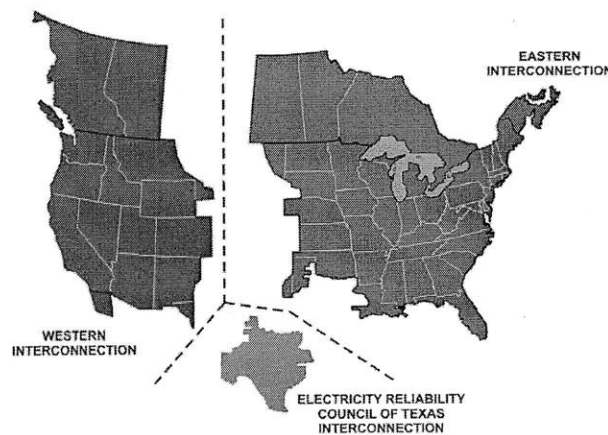 EASTERN
INTERCONNECTION
WESTERN
INTERCONNECTION
ELECTRICITY RELIABILITY
COUNCIL OF TEXAS
INTERCONNECTION